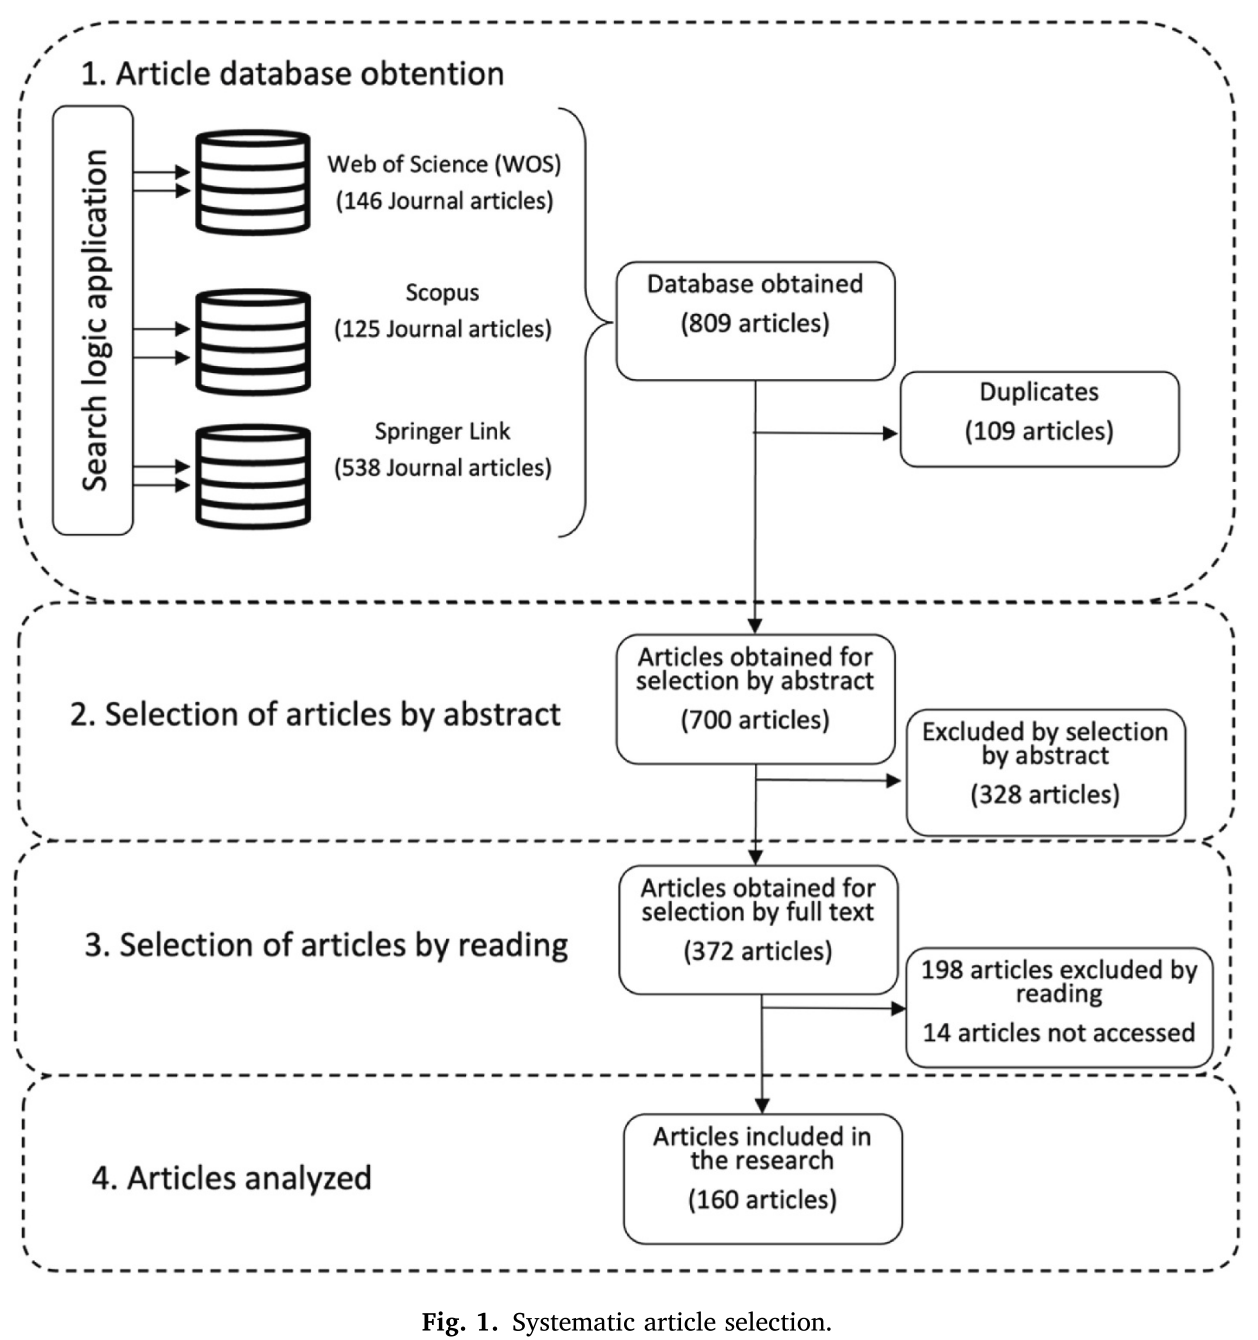 1. Article database obtention
Search logic application
Web of Science (WOS)
(146 Journal articles)
Scopus
(125 Journal articles)
Springer Link
(538 Journal articles)
Database obtained
(809 articles)
Duplicates
(109 articles)
2. Selection of articles by abstract
Articles obtained for
selection by abstract
(700 articles)
Excluded by selection
by abstract
(328 articles)
3. Selection of articles by reading
Articles obtained for
selection by full text
(372 articles)
198 articles excluded by
reading
14 articles not accessed
4. Articles analyzed
Articles included in
the research
(160 articles)
Fig. 1. Systematic article selection.